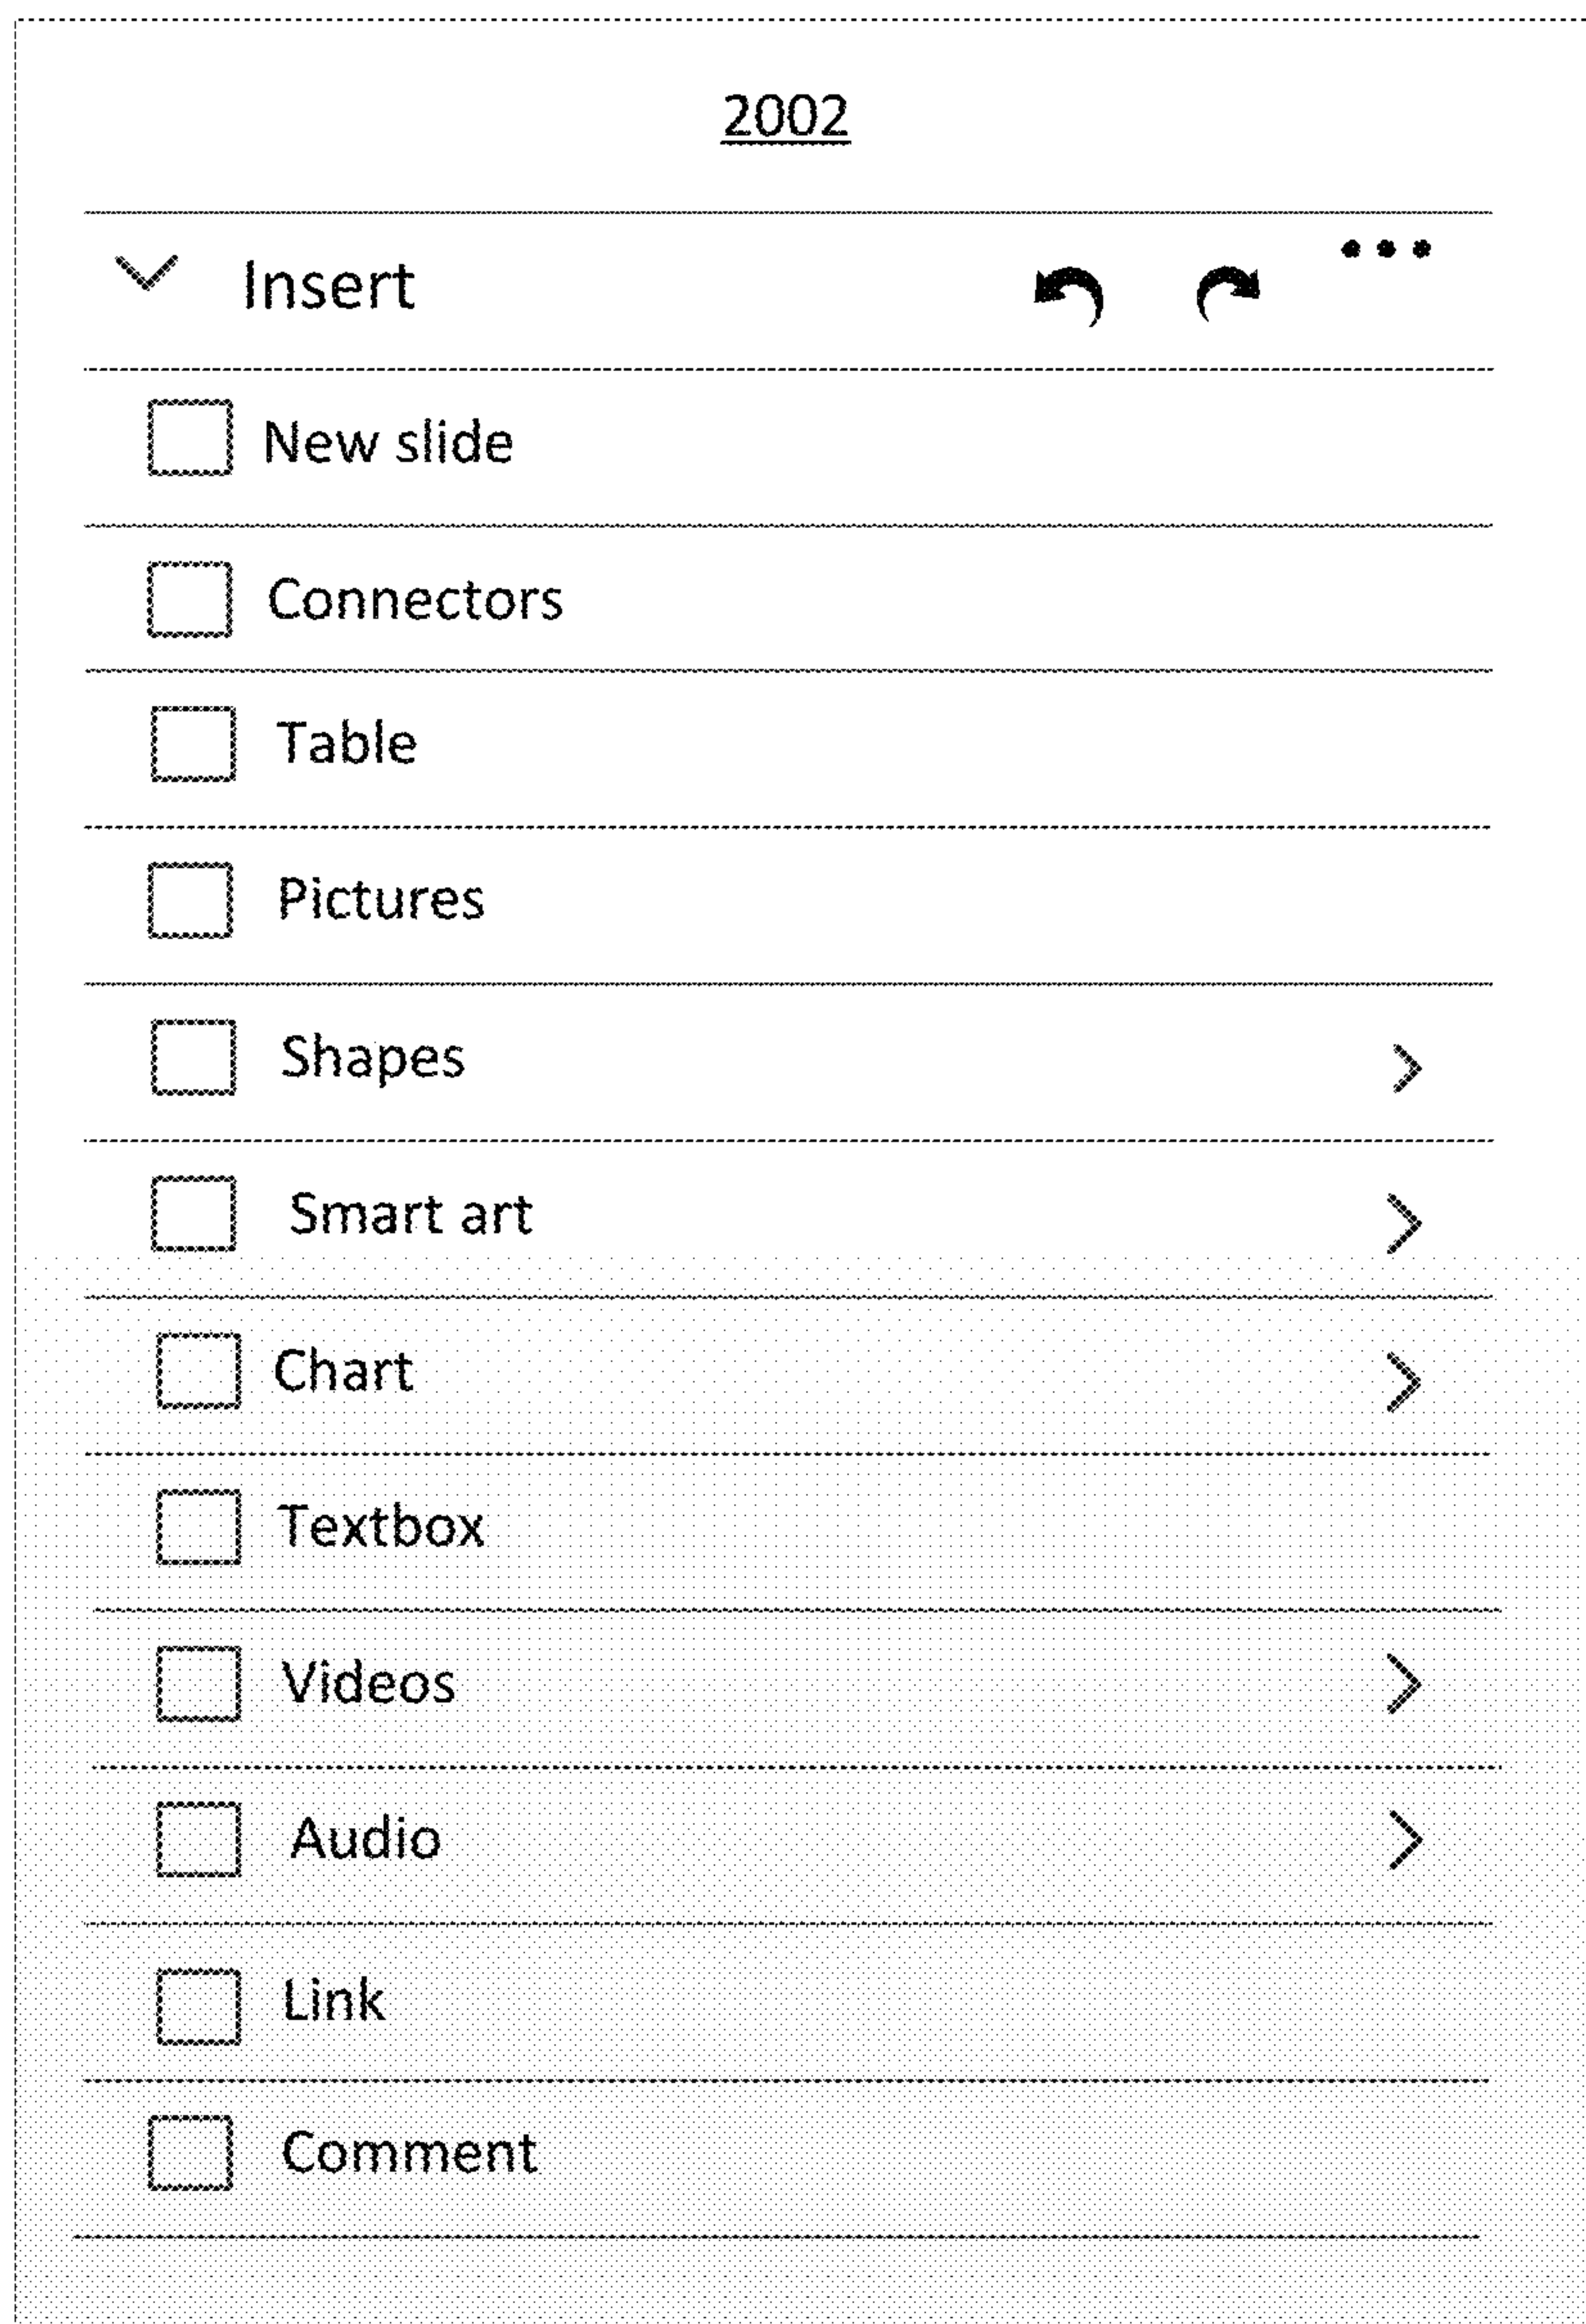 2002
Insert
New slide
Connectors
Table
Pictures
Shapes
Smart art
Chart
Textbox
Videos
Audio
Link
Comment